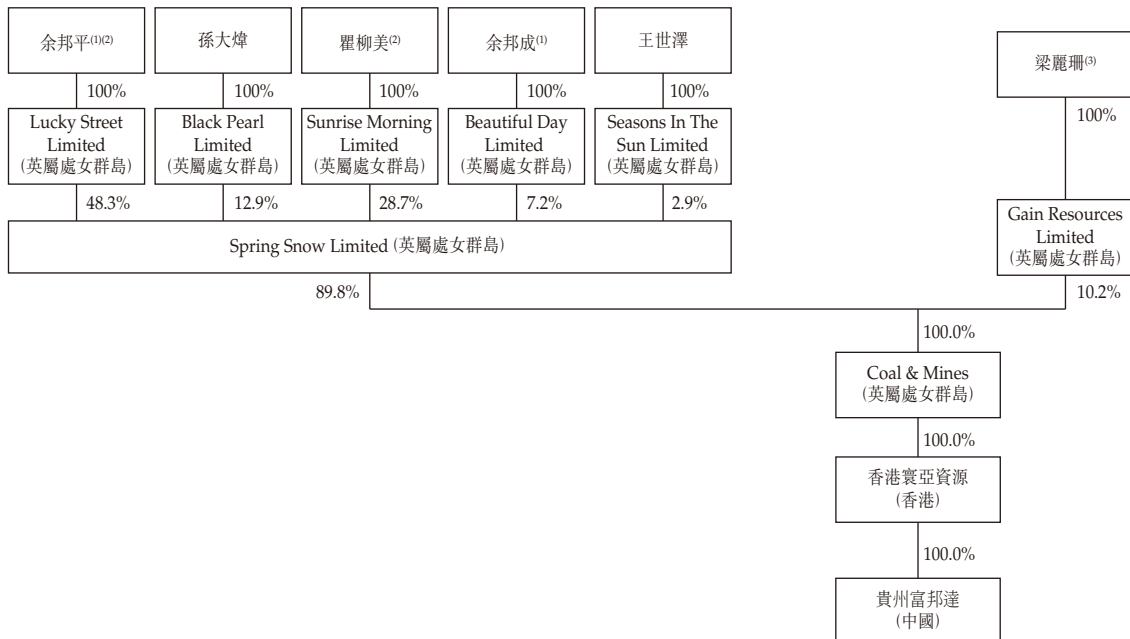 余邦平(1)(2)
孫大煒
瞿柳美(2)
余邦成(1)
王世澤
梁麗珊(3)
100%
100%
100%
100%
100%
100%
Lucky Street
Limited
(英屬處女群島)
Black Pearl
Limited
(英屬處女群島)
Sunrise Morning
Limited
(英屬處女群島)
Beautiful Day
Limited
(英屬處女群島)
Seasons In The
Sun Limited
(英屬處女群島)
48.3%
12.9%
28.7%
7.2%
2.9%
Gain Resources
Limited
(英屬處女群島)
Spring Snow Limited (英屬處女群島)
89.8%
10.2%
100.0%
Coal & Mines
(英屬處女群島)
100.0%
香港寰亞資源
(香港)
100.0%
貴州富邦達
(中國)